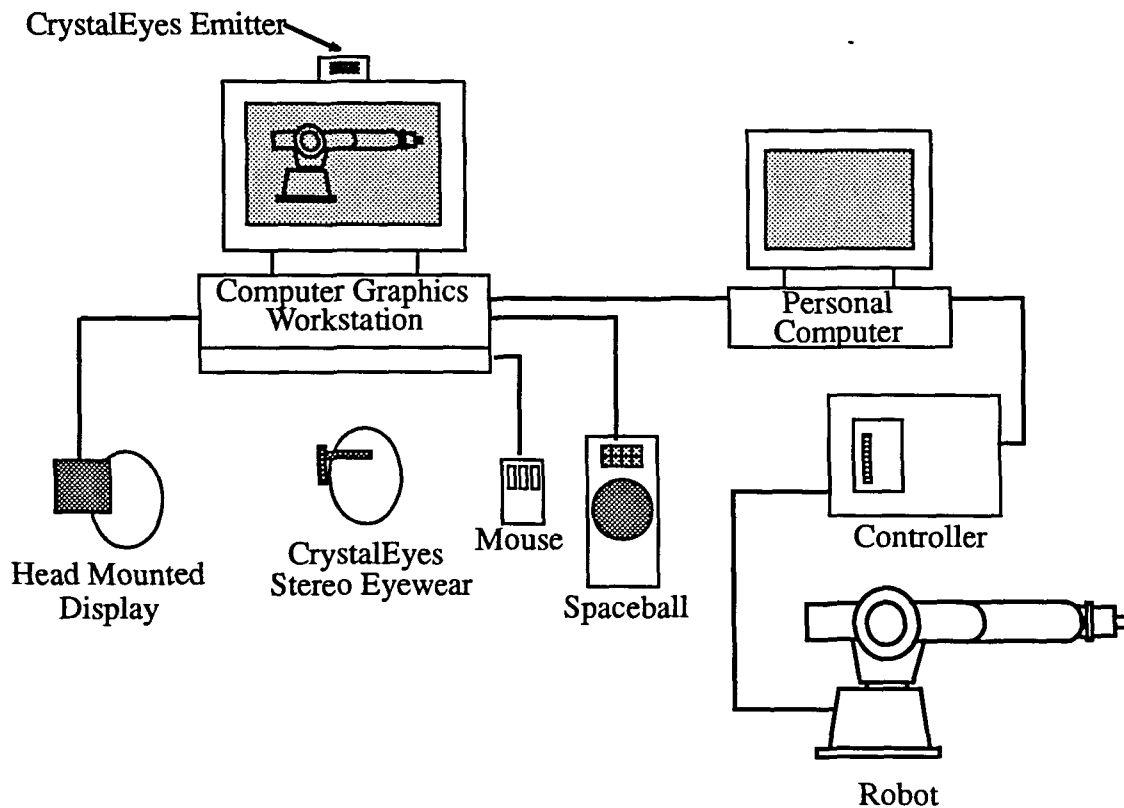 CrystalEyes Emitter
Computer Graphics
Workstation
Personal
Computer
Head Mounted
Display
CrystalEyes
Stereo Eyewear
Mouse
Spaceball
Controller
Robot